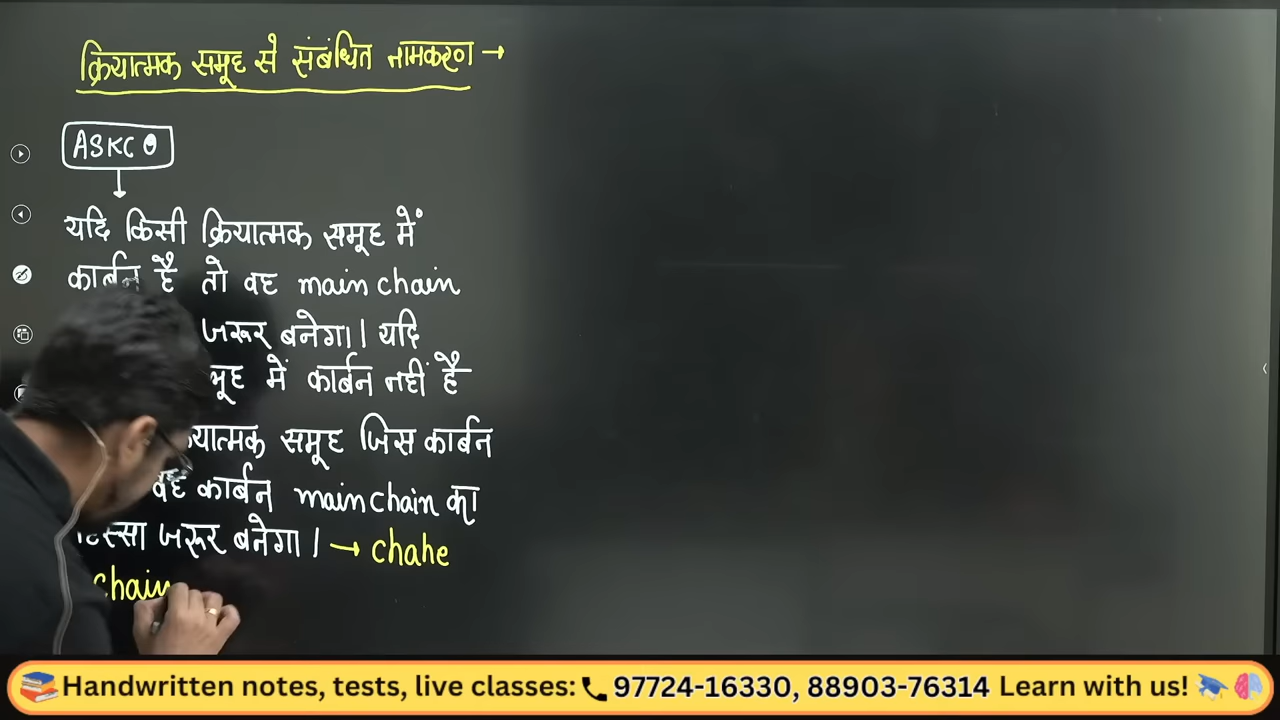 क्रियात्मक समूह से संबंधित नामकरण →
ASKC
यदि किसी क्रियात्मक समूह में
कार्बन है तो वह main chain
जरूर बनेगा। यदि
में कार्बन नहीं है
समूह जिस कार्बन
वह कार्बन main chain का
हिस्सा जरूर बनेगा। → chahe
chain
Handwritten notes, tests, live classes: 97724-16330, 88903-76314 Learn with us!